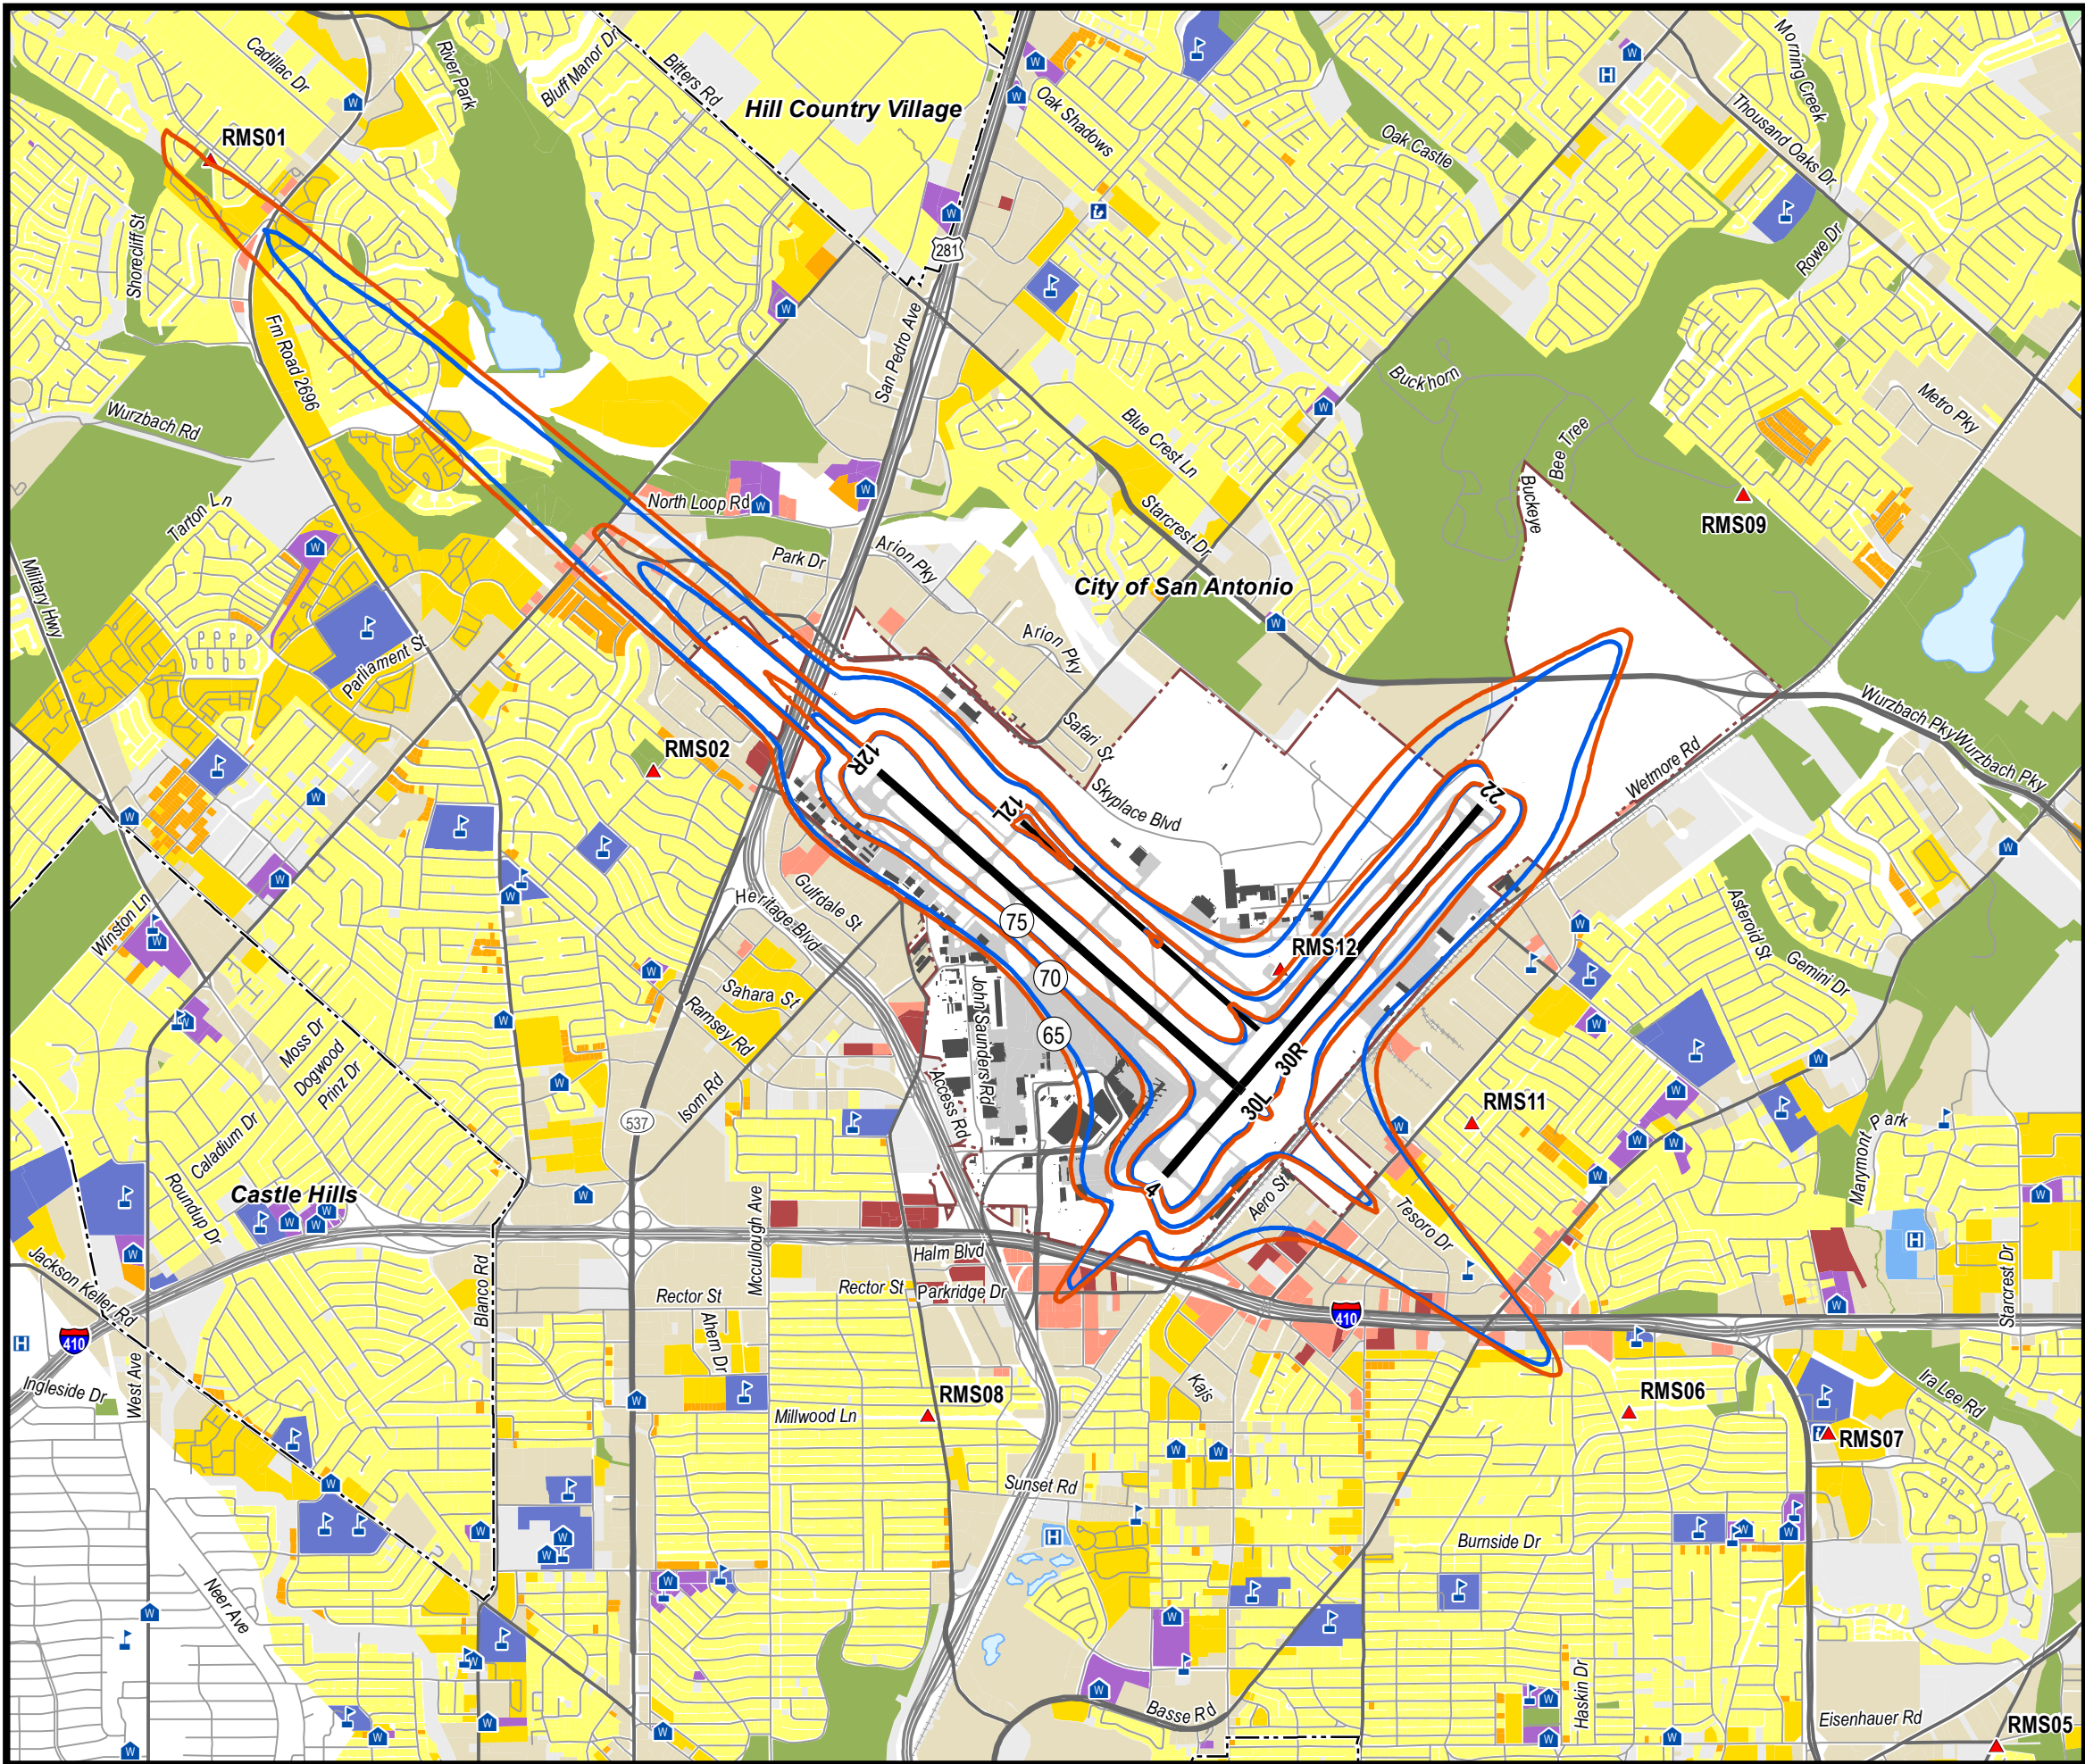 Cadillac Dr
River Park
Bluff Manor Dr
Bitters Rd
Hill Country Village
Oak Shadows
Oak Castle
Morning Creek
Thousand Oaks Dr
Rowe Dr
RMS01
Shorecliff St
281
San Pedro Ave
Fm Road 2696
Wurzbach Rd
Buckhorn
Bee Tree
Metro Pky
Blue Crest Ln
Tarton Ln
North Loop Rd
Starcrest Dr
Buckeye
RMS09
Military Hwy
Park Dr
Arion Pky
City of San Antonio
Parliament St
Arion Pky
Safari St
Wurzbach Pky
Wurzbach Pky
RMS02
12R
12L
22
Skyplace Blvd
Wetmore Rd
Winston Ln
Heritage Blvd
Gulfdale St
75
70
65
RMS12
Asteroid St
Gemini Dr
Sahara St
Ramsey Rd
John Saunders Rd
Moss Dr
Dogwood
Prinz Dr
Isom Rd
Access Rd
30R
30L
4
RMS11
537
Caladium Dr
Roundup Dr
Castle Hills
Marymont Park
Mccullough Ave
Aero St
Tesoro Dr
Jackson Keller Rd
Blanco Rd
Halm Blvd
Rector St
Rector St
Parkridge Dr
Starcrest Dr
410
410
Ahern Dr
Ingleside Dr
West Ave
RMS08
Millwood Ln
Kajs
RMS06
Ira Lee Rd
RMS07
Sunset Rd
Burnside Dr
Neer Ave
Haskin Dr
Basse Rd
Eisenhauer Rd
RMS05